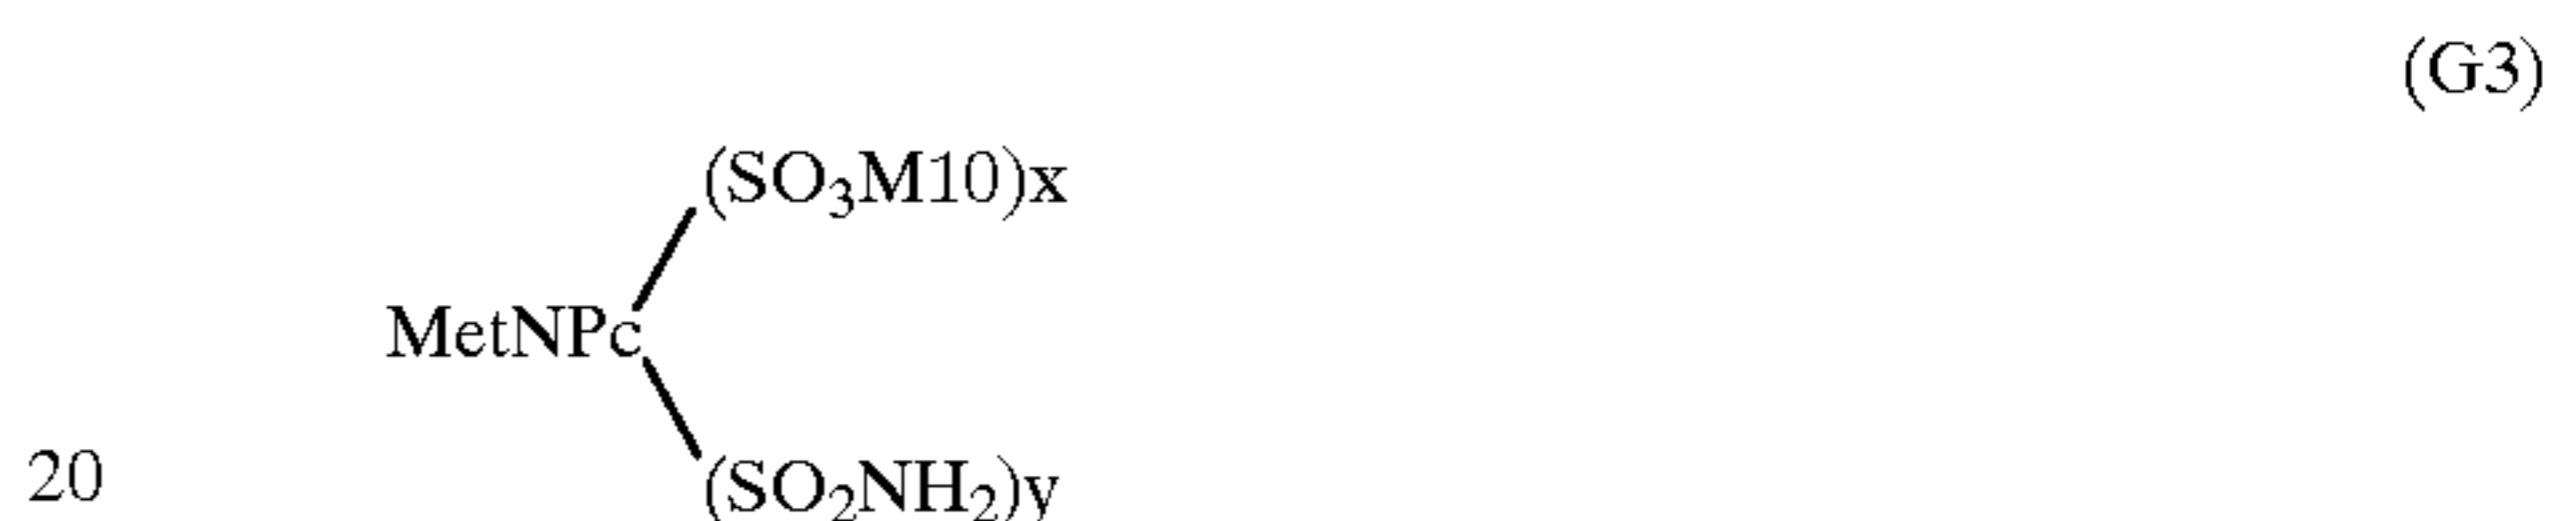 (G3)
(SO₃M10)x
MetNPc
20
(SO₂NH₂)y